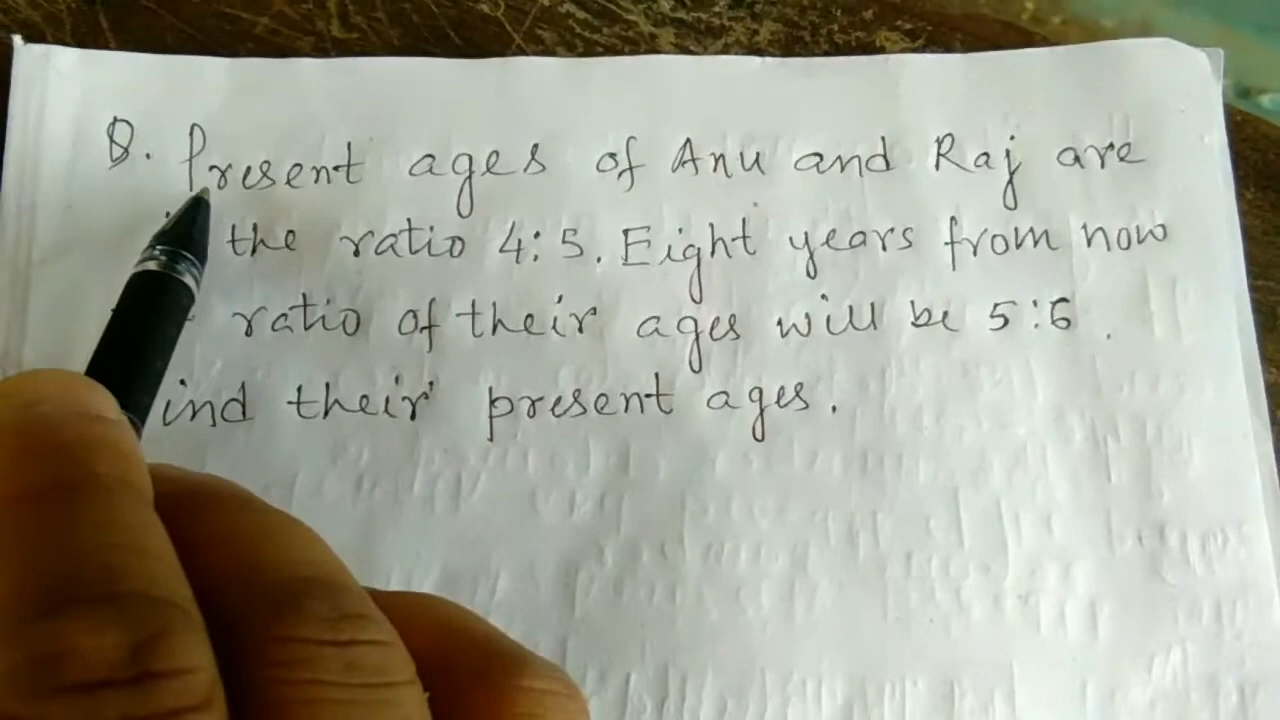 Q. Present ages of Anu and Raj are
the ratio 4:5. Eight years from now
ratio of their ages will be 5:6.
ind their present ages.